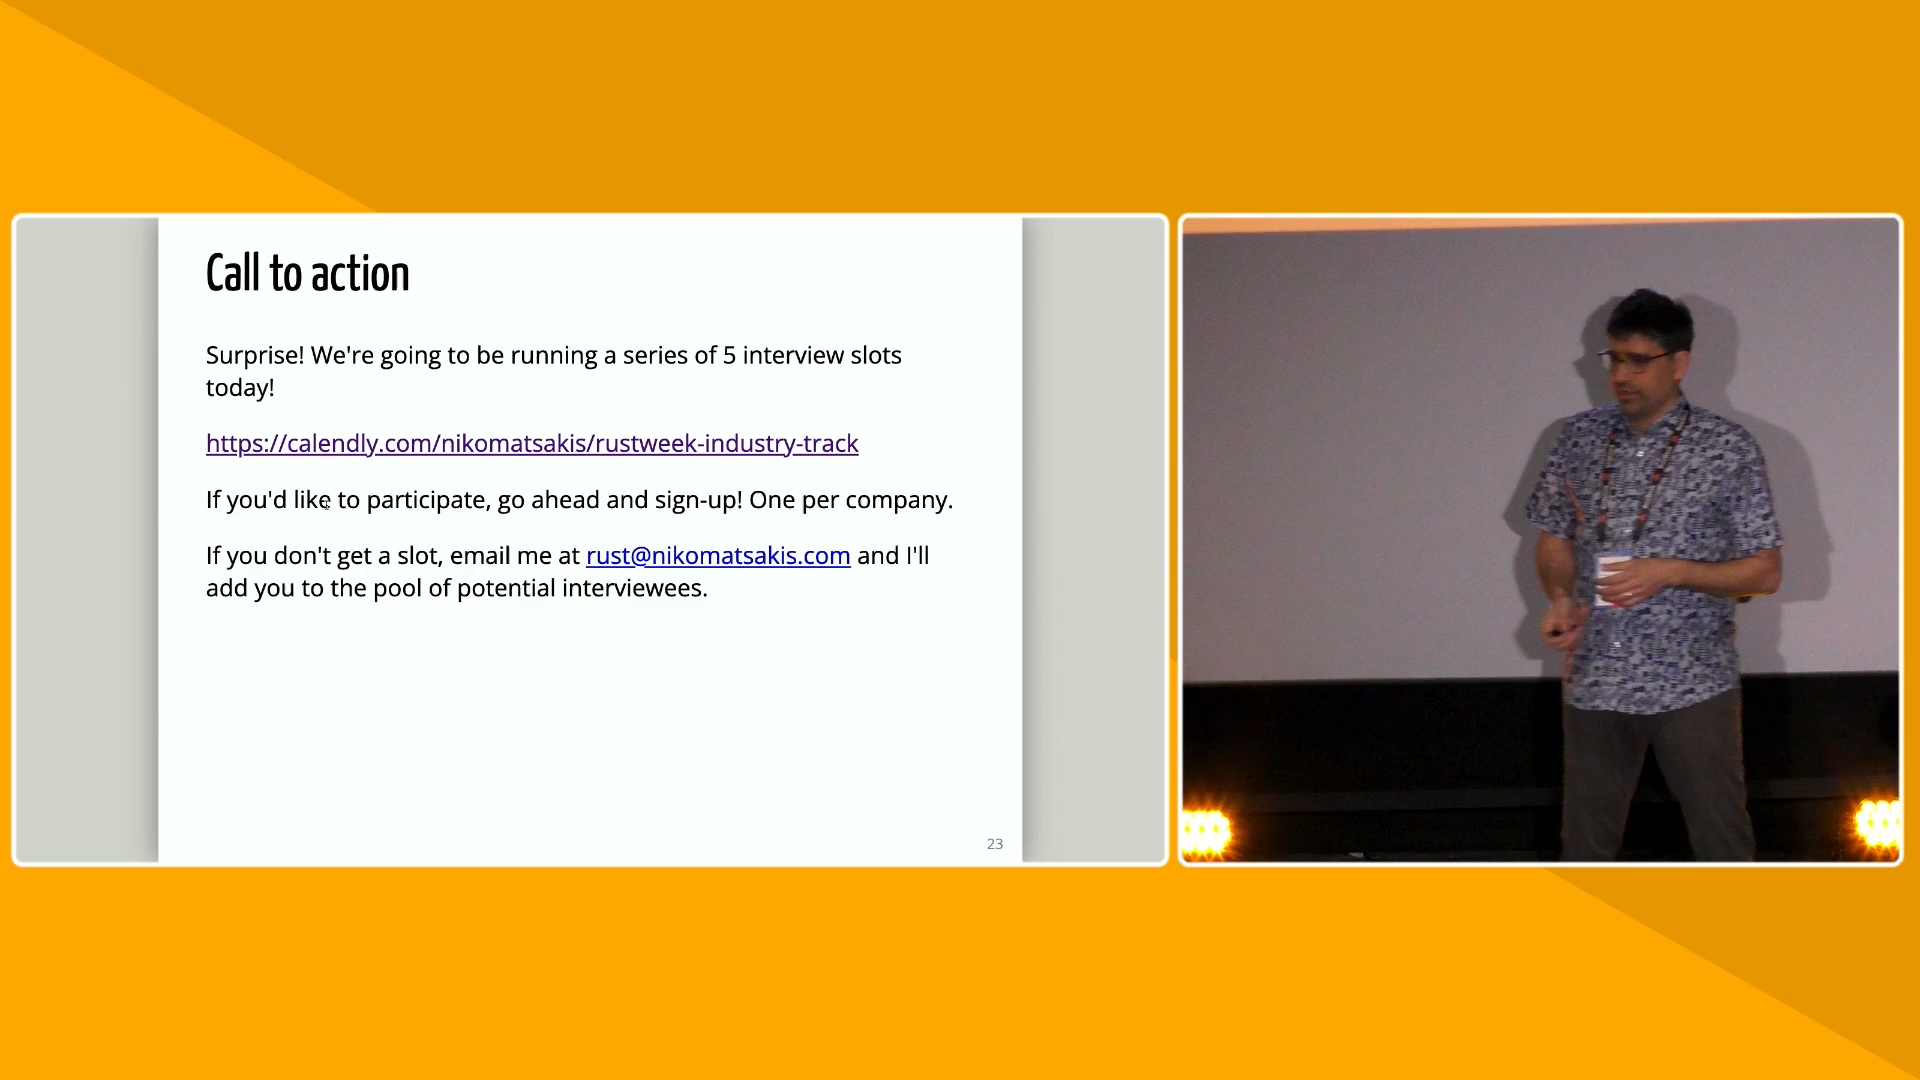 Call to action
Surprise! We're going to be running a series of 5 interview slots
today!
https://calendly.com/nikomatsakis/rustweek-industry-track
If you'd like to participate, go ahead and sign-up! One per company.
If you don't get a slot, email me at rust@nikomatsakis.com and I'll
add you to the pool of potential interviewees.
23